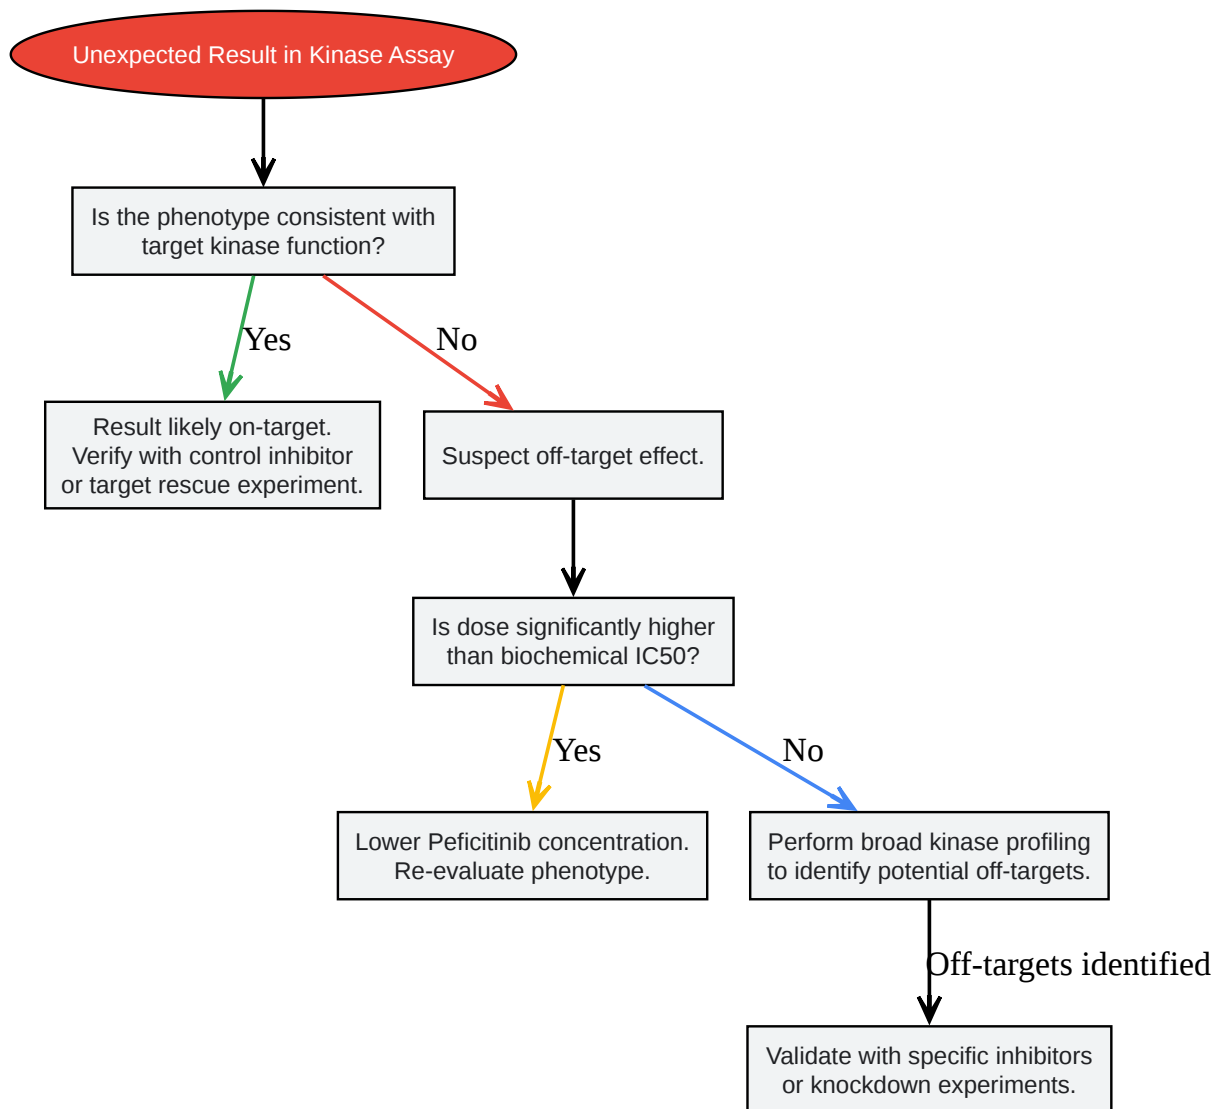 Unexpected Result in Kinase Assay
Is the phenotype consistent with
target kinase function?
Yes
No
Result likely on-target.
Verify with control inhibitor
or target rescue experiment.
Suspect off-target effect.
Is dose significantly higher
than biochemical IC50?
Yes
No
Lower Peficitinib concentration.
Re-evaluate phenotype.
Perform broad kinase profiling
to identify potential off-targets.
Off-targets identified
Validate with specific inhibitors
or knockdown experiments.